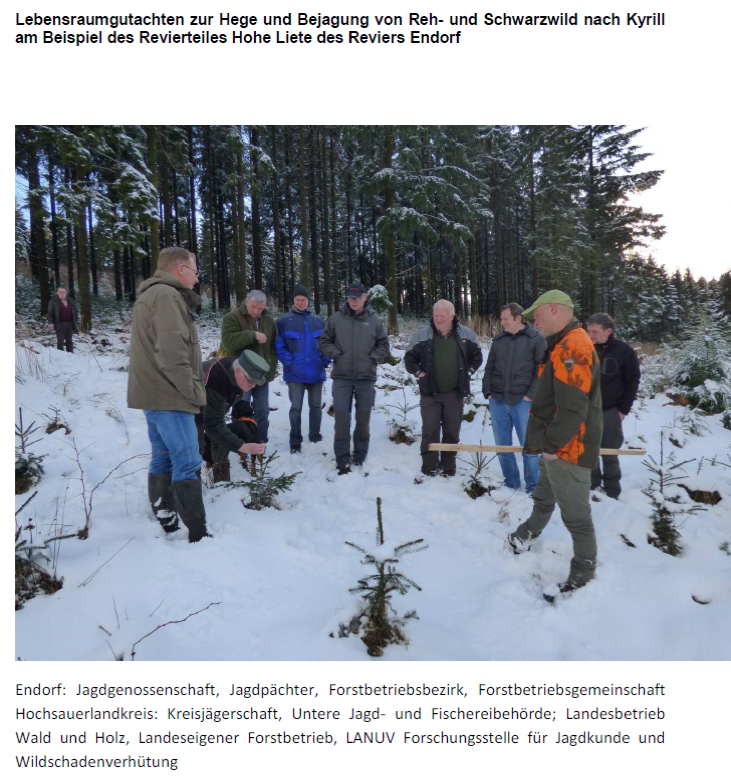 Lebensraumgutachten zur Hege und Bejagung von Reh- und Schwarzwild nach Kyrill
am Beispiel des Revierteiles Hohe Liete des Reviers Endorf
Endorf: Jagdgenossenschaft, Jagdpächter, Forstbetriebsbezirk, Forstbetriebsgemeinschaft
Hochsauerlandkreis: Kreisjägerschaft, Untere Jagd- und Fischereibehörde; Landesbetrieb
Wald und Holz, Landeseigener Forstbetrieb, LANUV Forschungsstelle für Jagdkunde und
Wildschadenverhütung